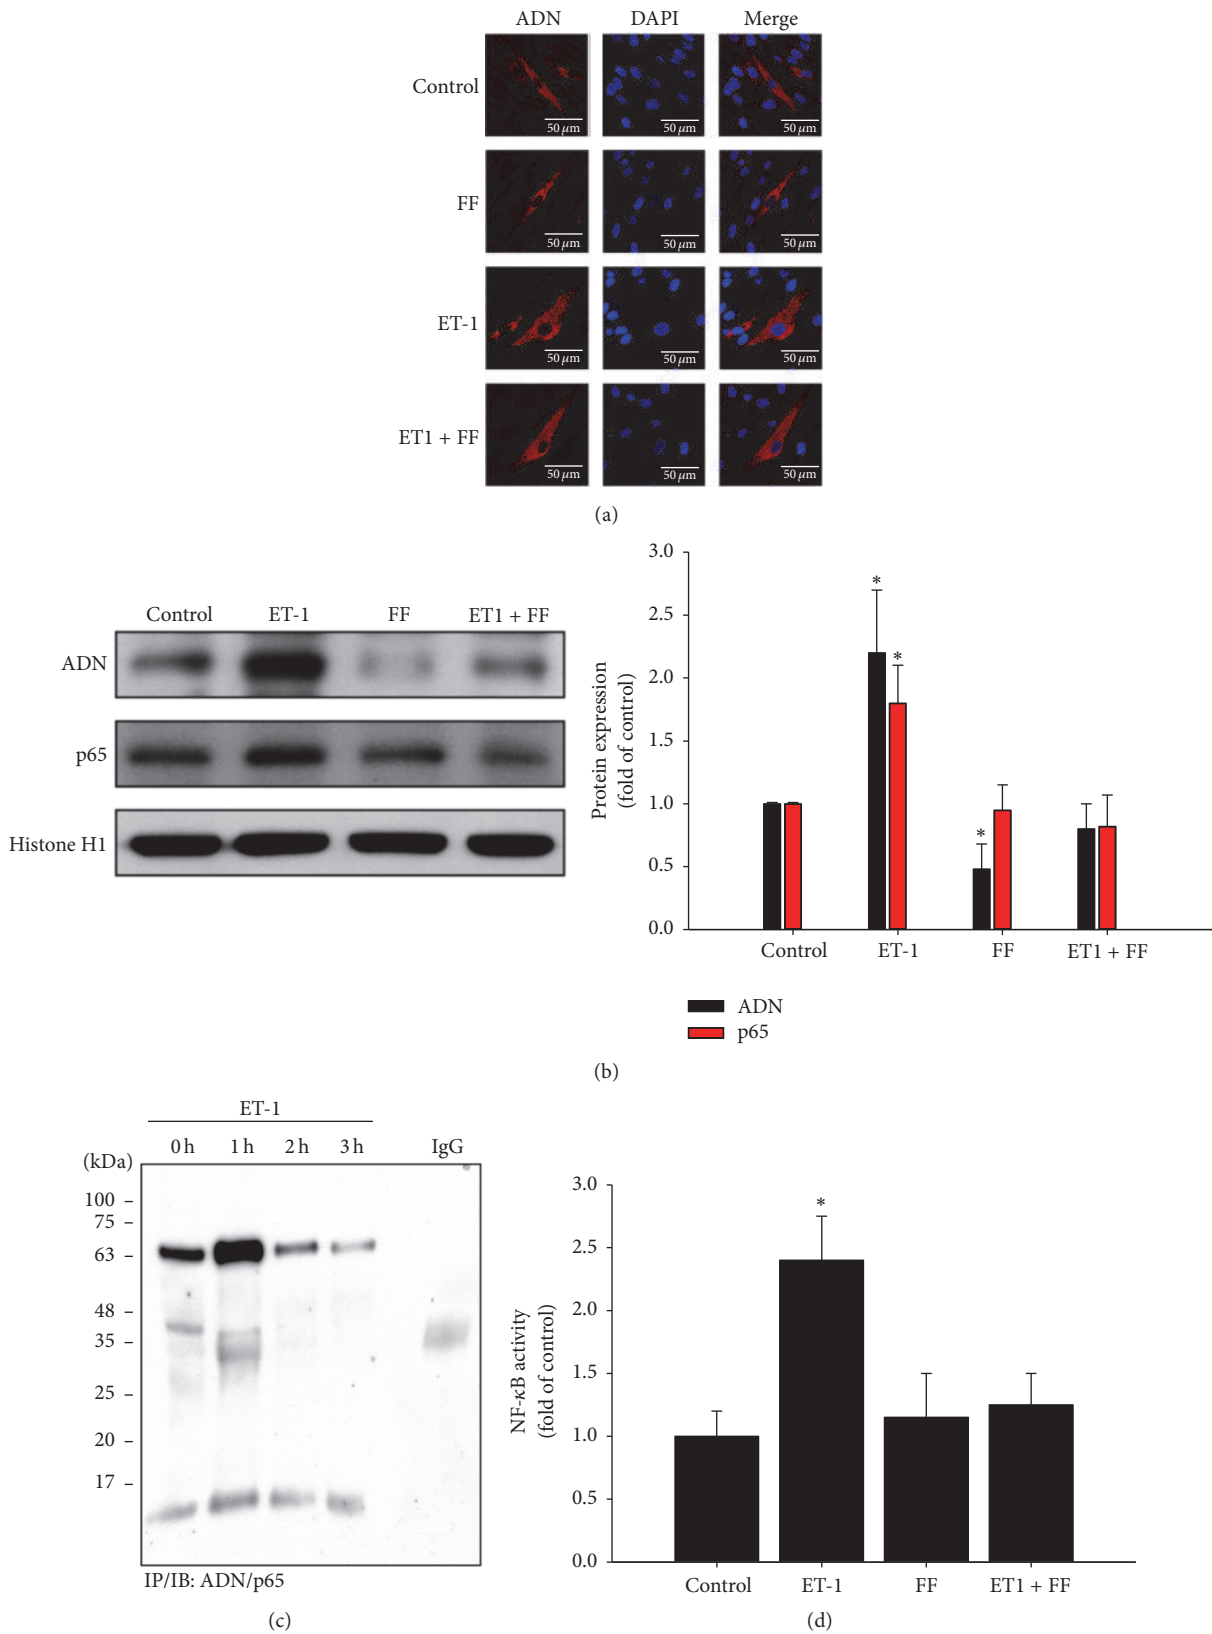 ADN DAPI Merge
Control
50 μm 50 μm 50 μm
FF
50 μm 50 μm 50 μm
ET-1
50 μm 50 μm 50 μm
ET1 + FF
50 μm 50 μm 50 μm
(a)
Control ET-1 FF ET1 + FF
ADN
p65
Histone H1
Protein expression
(fold of control)
3.0
2.5
2.0
1.5
1.0
0.5
0.0
* *
*
Control ET-1 FF ET1 + FF
ADN
p65
(b)
ET-1
0 h 1 h 2 h 3 h IgG
(kDa)
100 –
75 –
63 –
48 –
35 –
25 –
20 –
17 –
IP/IB: ADN/p65
(c)
NF-κB activity
(fold of control)
3.0
2.5
2.0
1.5
1.0
0.5
0.0
*
Control ET-1 FF ET1 + FF
(d)